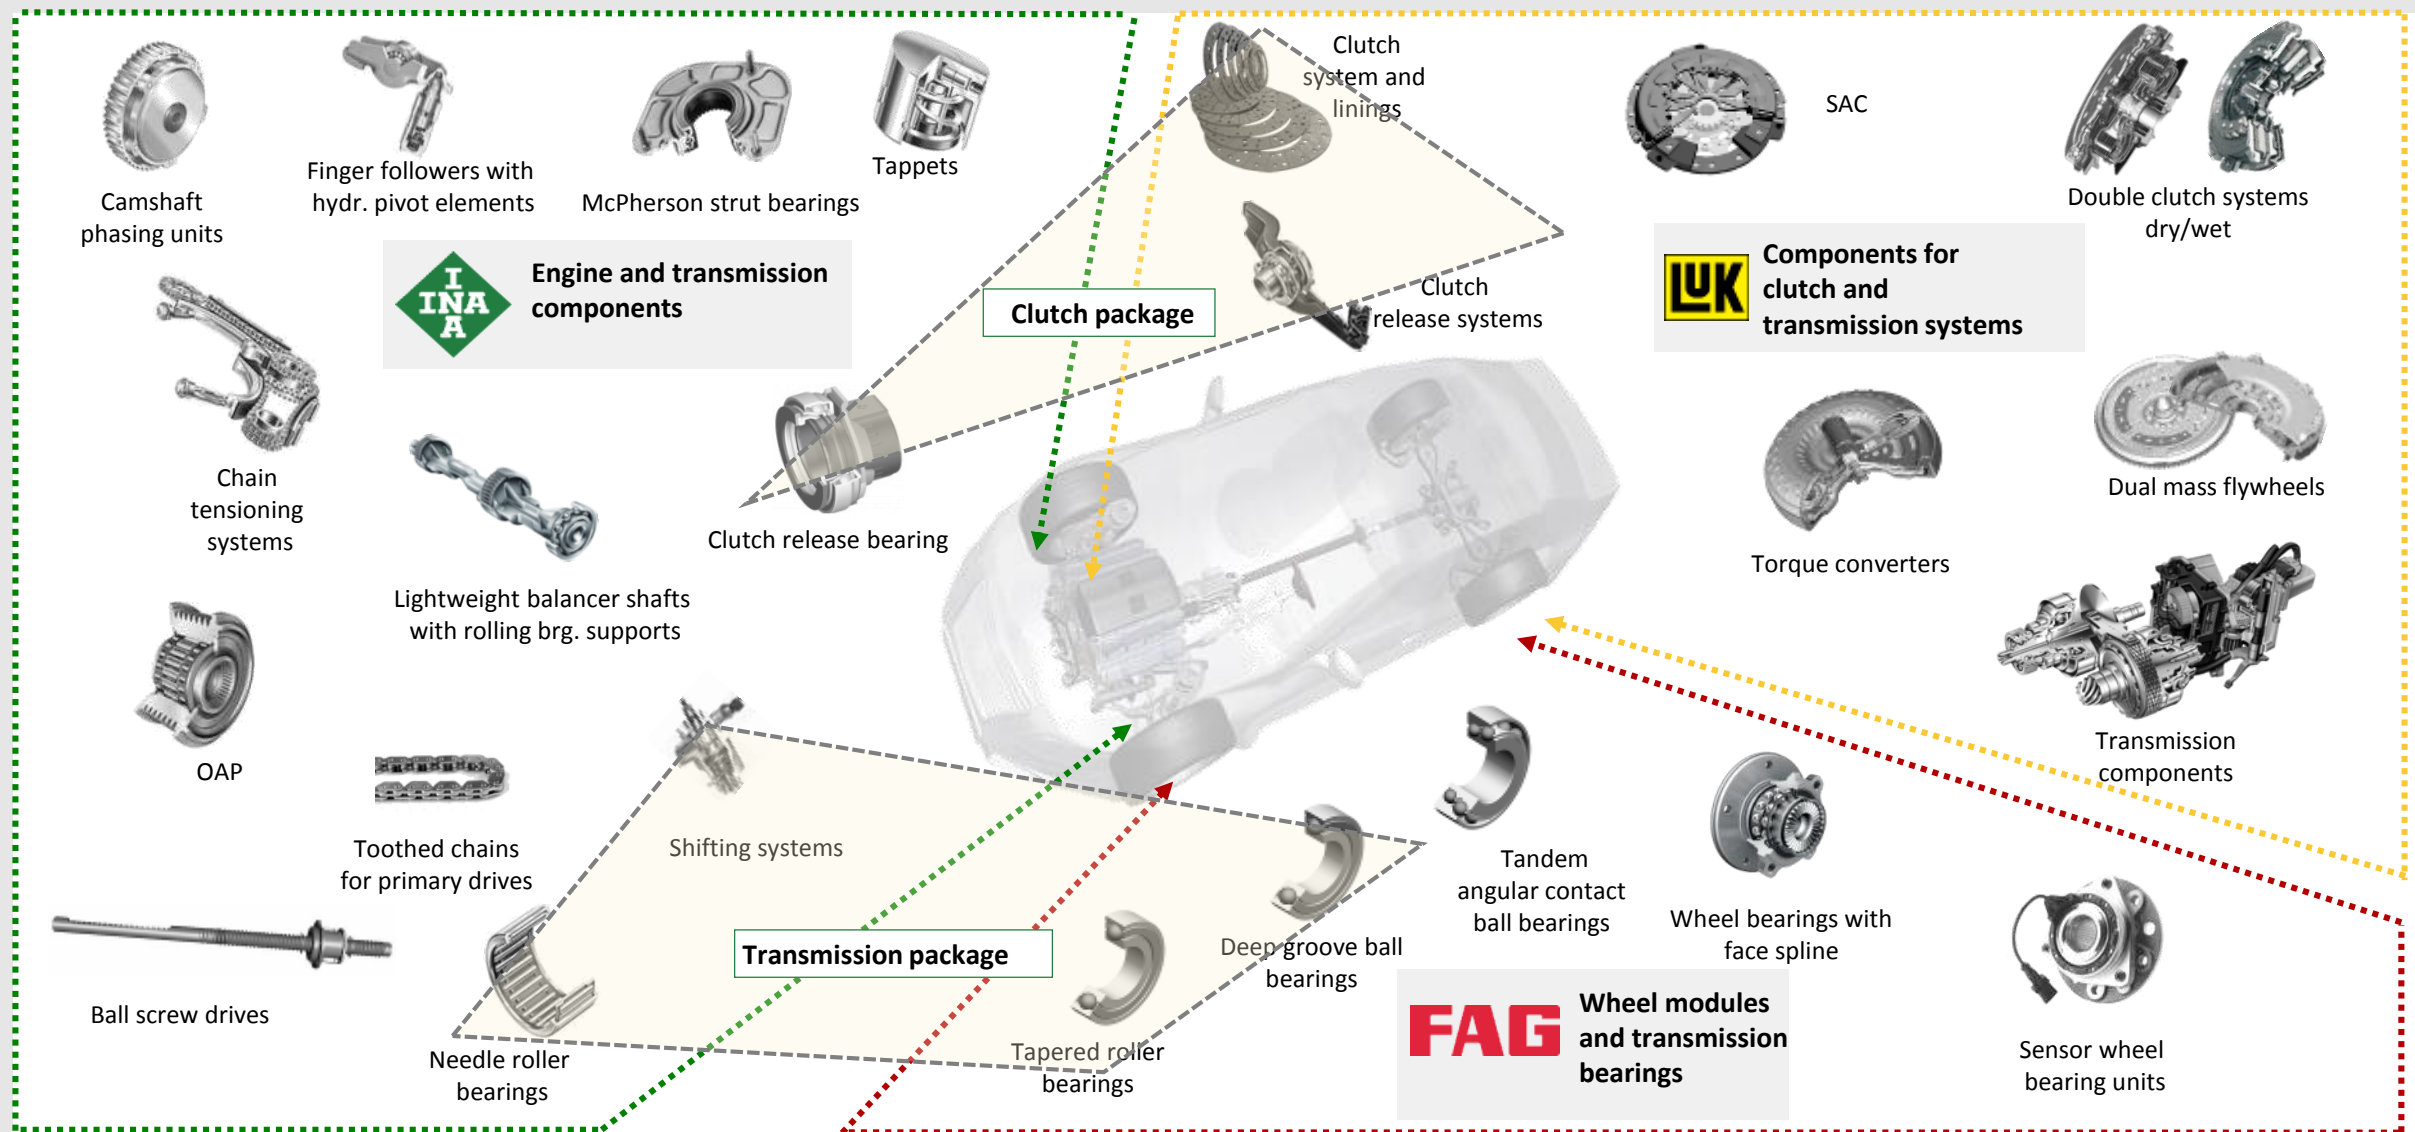 Camshaft
phasing units
Finger followers with
hydr. pivot elements
McPherson strut bearings
Tappets
Clutch
system and
linings
SAC
Double clutch systems
dry/wet
INA
I
A
Engine and transmission
components
Clutch package
Clutch
release systems
LUK
Components for
clutch and
transmission systems
Chain
tensioning
systems
Lightweight balancer shafts
with rolling brg. supports
Clutch release bearing
Torque converters
Dual mass flywheels
OAP
Toothed chains
for primary drives
Shifting systems
Transmission
components
Ball screw drives
Needle roller
bearings
Transmission package
Tapered roller
bearings
Deep groove ball
bearings
Tandem
angular contact
ball bearings
Wheel bearings with
face spline
FAG
Wheel modules
and transmission
bearings
Sensor wheel
bearing units